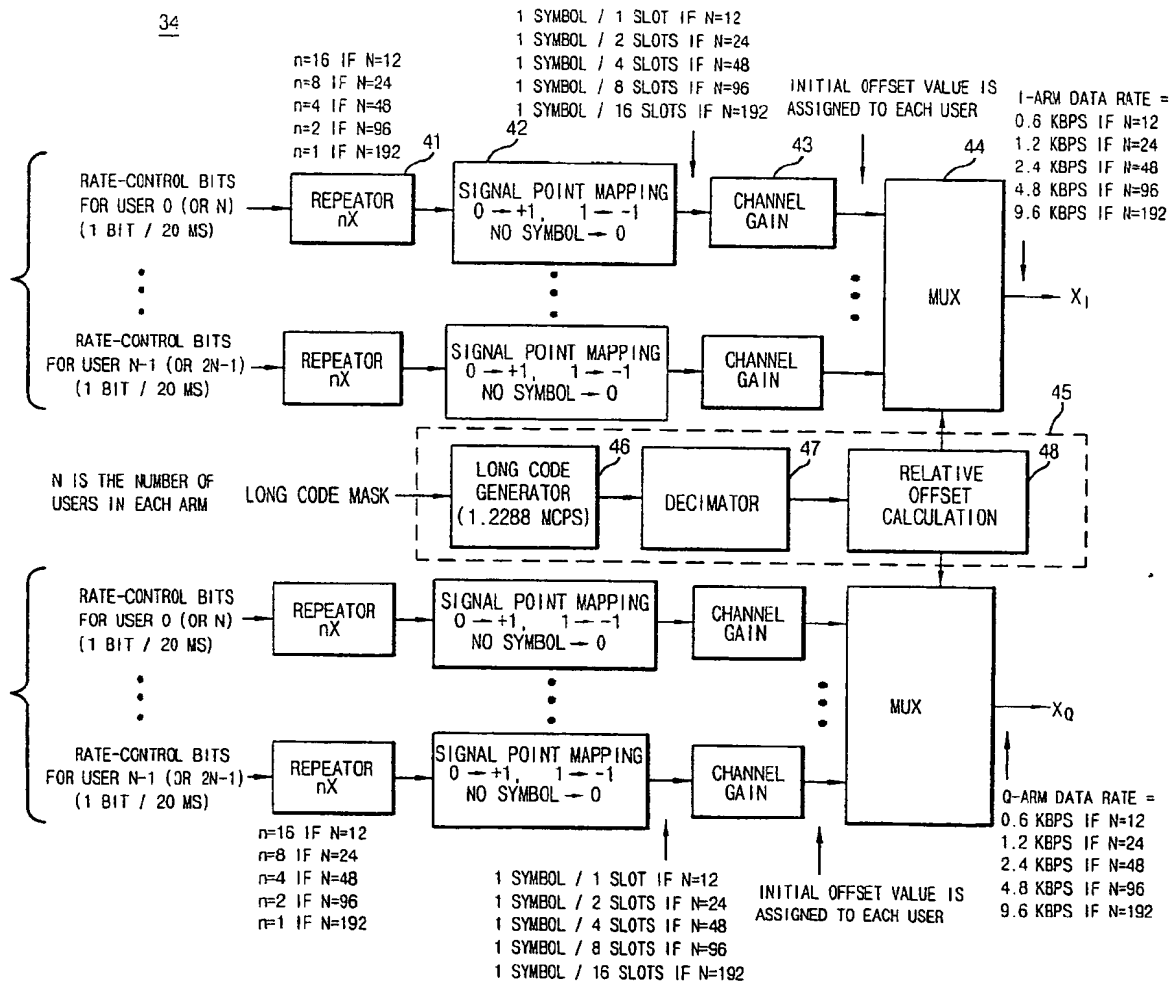 34
1 SYMBOL / 1 SLOT IF N=12
1 SYMBOL / 2 SLOTS IF N=24
1 SYMBOL / 4 SLOTS IF N=48
1 SYMBOL / 8 SLOTS IF N=96
1 SYMBOL / 16 SLOTS IF N=192
n=16 IF N=12
n=8 IF N=24
n=4 IF N=48
n=2 IF N=96
n=1 IF N=192
INITIAL OFFSET VALUE IS
ASSIGNED TO EACH USER
I-ARM DATA RATE =
0.6 KBPS IF N=12
1.2 KBPS IF N=24
2.4 KBPS IF N=48
4.8 KBPS IF N=96
9.6 KBPS IF N=192
41
42
43
44
RATE-CONTROL BITS
FOR USER 0 (OR N)
(1 BIT / 20 MS)
REPEATOR
nX
SIGNAL POINT MAPPING
0 → +1, 1 → -1
NO SYMBOL → 0
CHANNEL
GAIN
MUX
X_I
RATE-CONTROL BITS
FOR USER N-1 (OR 2N-1)
(1 BIT / 20 MS)
REPEATOR
nX
SIGNAL POINT MAPPING
0 → +1, 1 → -1
NO SYMBOL → 0
CHANNEL
GAIN
45
N IS THE NUMBER OF
USERS IN EACH ARM
LONG CODE MASK
46
LONG CODE
GENERATOR
(1.2288 MCPS)
47
DECIMATOR
48
RELATIVE
OFFSET
CALCULATION
RATE-CONTROL BITS
FOR USER 0 (OR N)
(1 BIT / 20 MS)
REPEATOR
nX
SIGNAL POINT MAPPING
0 → +1, 1 → -1
NO SYMBOL → 0
CHANNEL
GAIN
MUX
X_Q
RATE-CONTROL BITS
FOR USER N-1 (OR 2N-1)
(1 BIT / 20 MS)
REPEATOR
nX
SIGNAL POINT MAPPING
0 → +1, 1 → -1
NO SYMBOL → 0
CHANNEL
GAIN
n=16 IF N=12
n=8 IF N=24
n=4 IF N=48
n=2 IF N=96
n=1 IF N=192
1 SYMBOL / 1 SLOT IF N=12
1 SYMBOL / 2 SLOTS IF N=24
1 SYMBOL / 4 SLOTS IF N=48
1 SYMBOL / 8 SLOTS IF N=96
1 SYMBOL / 16 SLOTS IF N=192
INITIAL OFFSET VALUE IS
ASSIGNED TO EACH USER
Q-ARM DATA RATE =
0.6 KBPS IF N=12
1.2 KBPS IF N=24
2.4 KBPS IF N=48
4.8 KBPS IF N=96
9.6 KBPS IF N=192